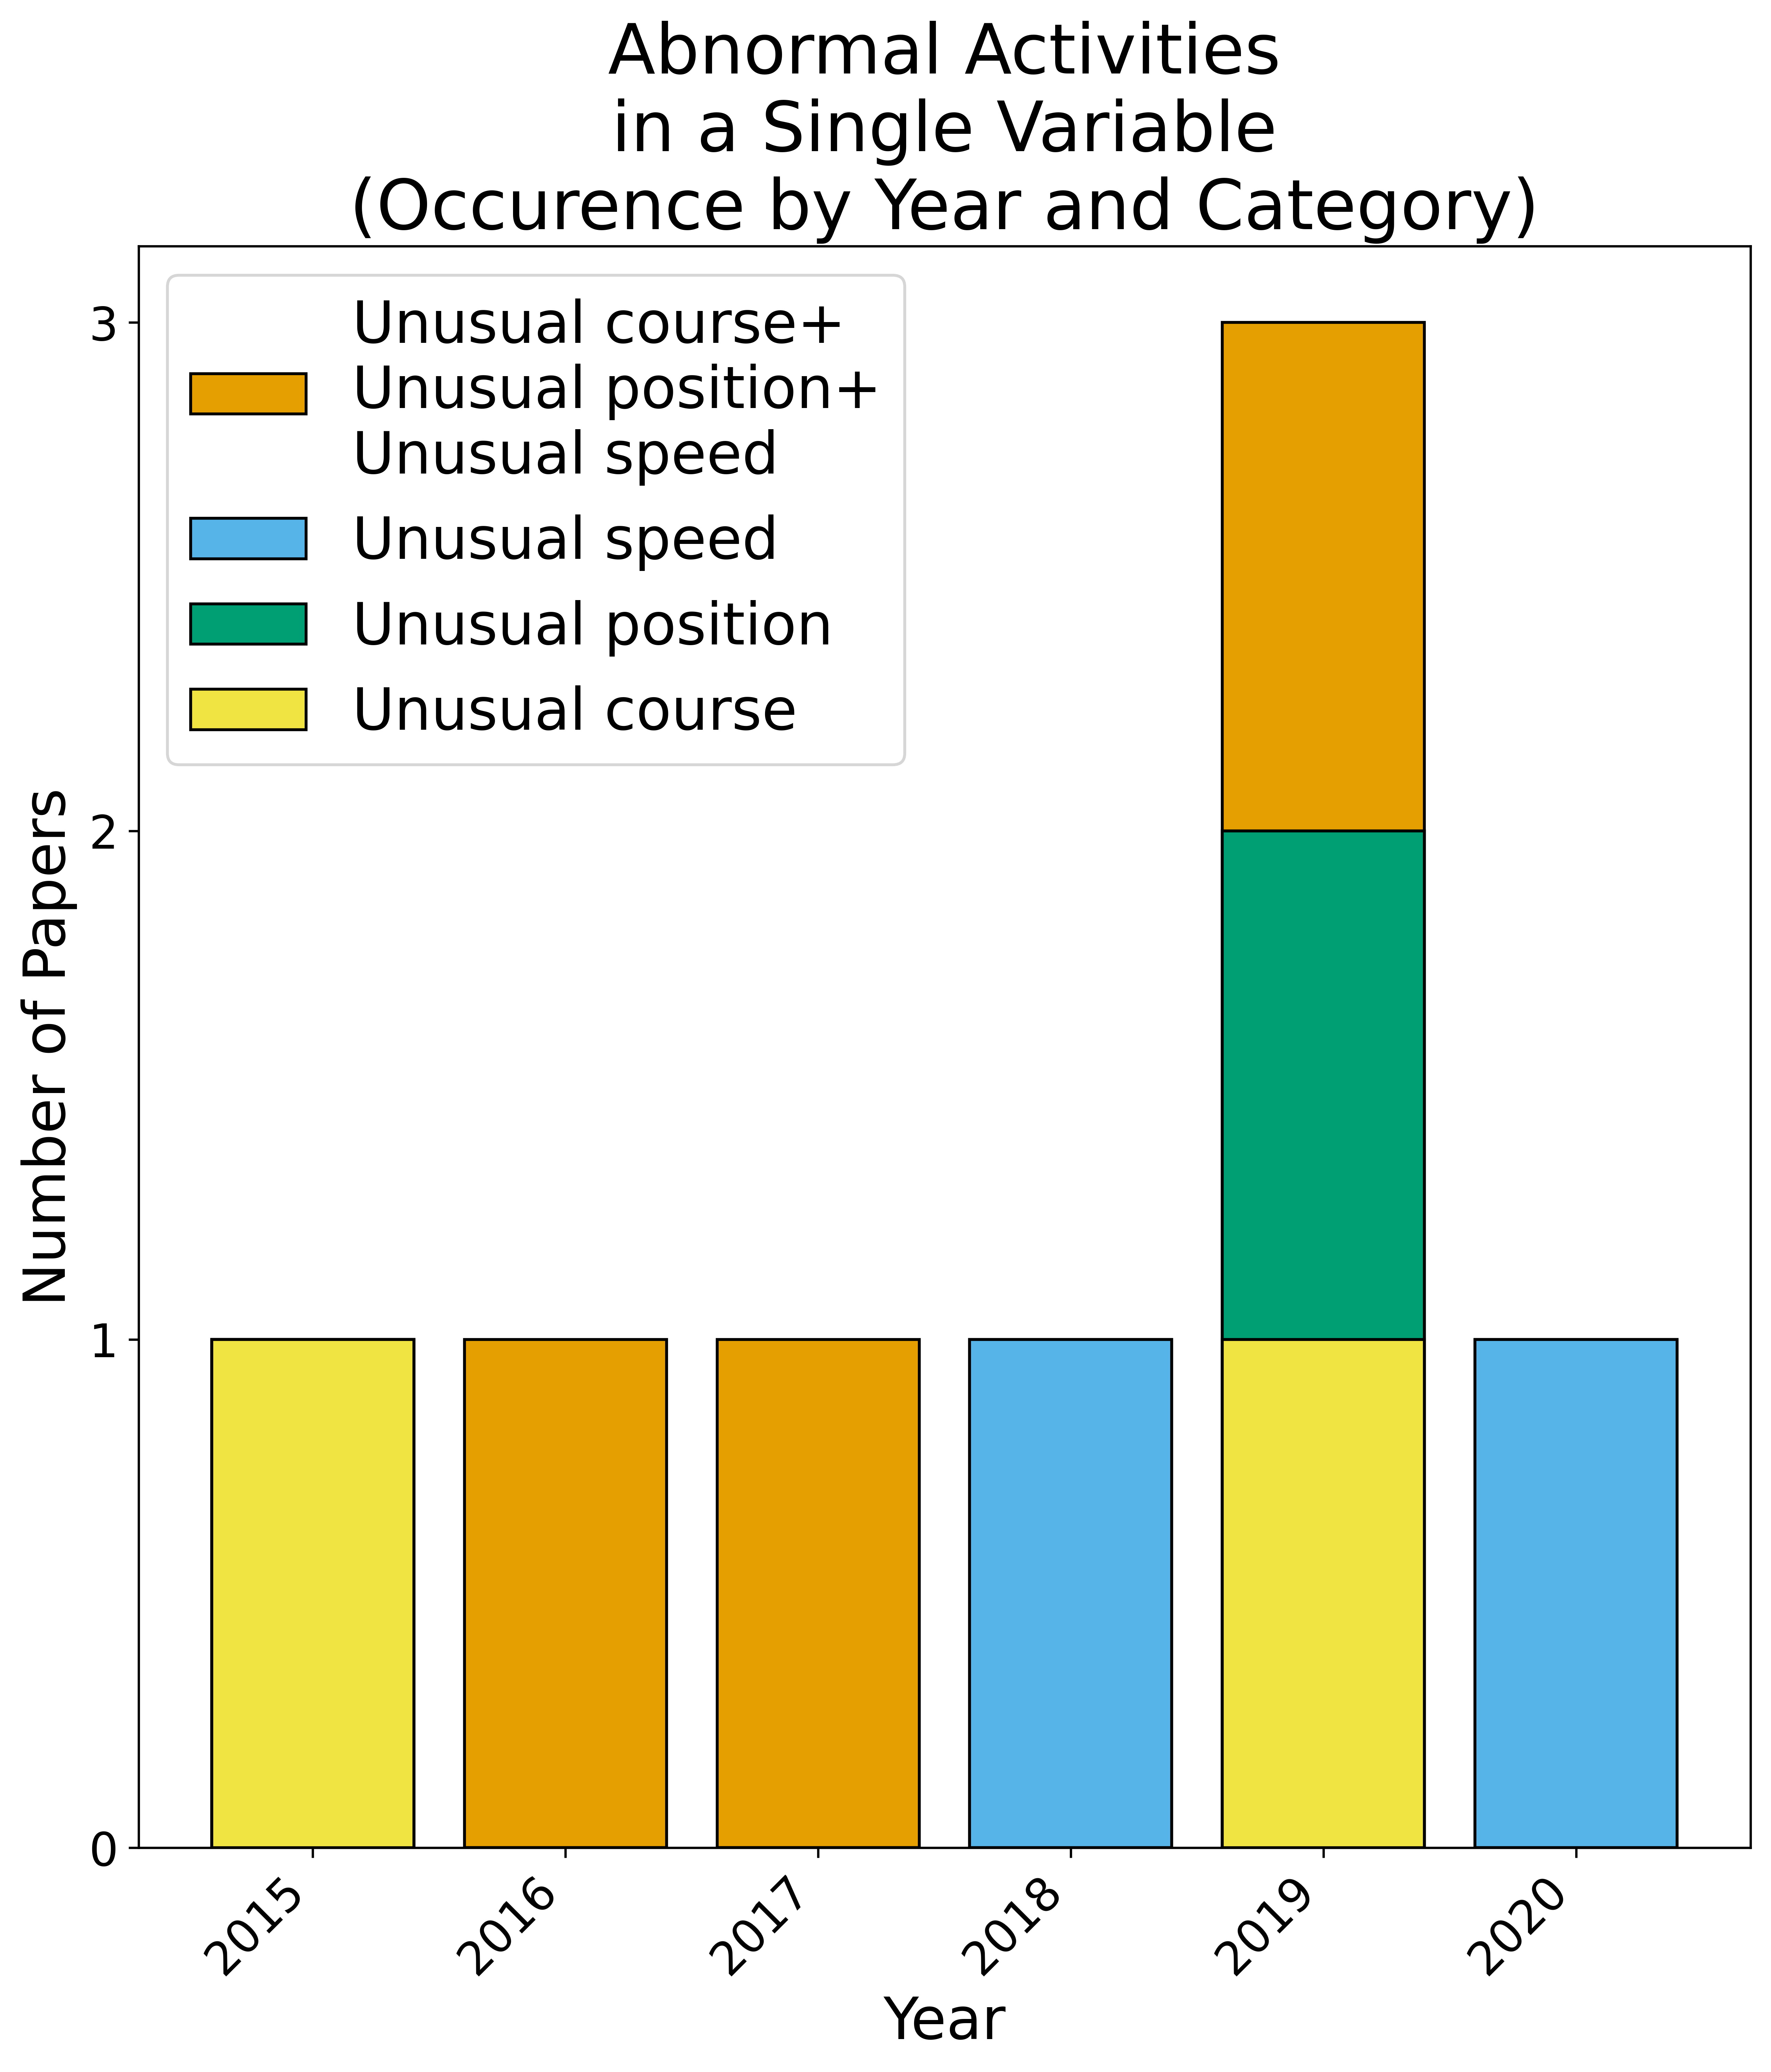 Abnormal Activities
in a Single Variable
(Occurence by Year and Category)
Unusual course+
Unusual position+
Unusual speed
Unusual speed
Unusual position
Unusual course
Number of Papers
3
2
1
0
2015
2016
2017
2018
2019
2020
Year